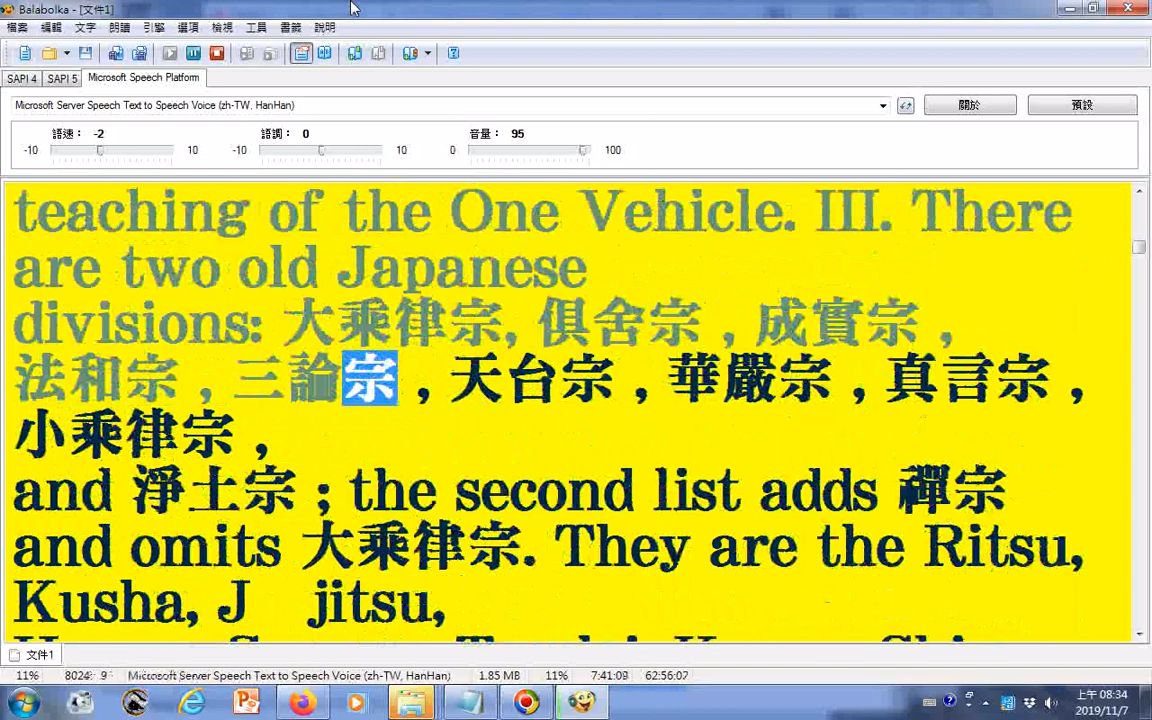 Balabolka - [文件1]
檔案 編輯 文字 朗讀 引擎 選項 檢視 工具 書籤 說明
SAPI 4 SAPI 5 Microsoft Speech Platform
Microsoft Server Speech Text to Speech Voice (zh-TW, HanHan) 關於 預設
語速： -2 語調： 0 音量： 95
-10 10 -10 10 0 100
teaching of the One Vehicle. III. There
are two old Japanese
divisions: 大乘律宗, 俱舍宗 , 成實宗 ,
法和宗 , 三論宗 , 天台宗 , 華嚴宗 , 真言宗 ,
小乘律宗 ,
and 淨土宗 ; the second list adds 禪宗
and omits 大乘律宗. They are the Ritsu,
Kusha, J jitsu,
文件1
11% Microsoft Server Speech Text to Speech Voice (zh-TW, HanHan) 1.85 MB 11% 7:41:09 62:56:07
上午 08:34
2019/11/7